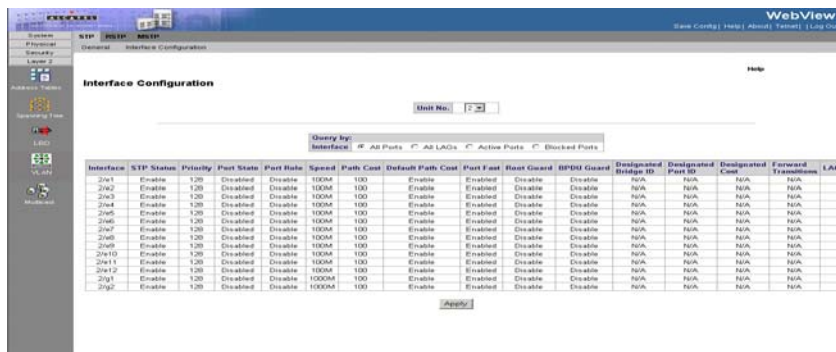 ALCATEL
WebView
Save Config | Help | About | Telnet |
System
Physical
Security
Layer 2
Address Tables
Spanning Tree
LBD
VLAN
Multicast
STP RSTP MSTP
General Interface Configuration
Help
Interface Configuration
Unit No. 2
Query by:
Interface All Ports All LAGs Active Ports Blocked Ports
Interface STP Status Priority Port State Port Role Speed Path Cost Default Path Cost Port Fast Root Guard BPDU Guard Designated Bridge ID Designated Port ID Designated Cost Forward Transitions
2/e1 Enable 128 Disabled Disable 100M 100 Enable Enabled Disable Disable N/A N/A N/A N/A
2/e2 Enable 128 Disabled Disable 100M 100 Enable Enabled Disable Disable N/A N/A N/A N/A
2/e3 Enable 128 Disabled Disable 100M 100 Enable Enabled Disable Disable N/A N/A N/A N/A
2/e4 Enable 128 Disabled Disable 100M 100 Enable Enabled Disable Disable N/A N/A N/A N/A
2/e5 Enable 128 Disabled Disable 100M 100 Enable Enabled Disable Disable N/A N/A N/A N/A
2/e6 Enable 128 Disabled Disable 100M 100 Enable Enabled Disable Disable N/A N/A N/A N/A
2/e7 Enable 128 Disabled Disable 100M 100 Enable Enabled Disable Disable N/A N/A N/A N/A
2/e8 Enable 128 Disabled Disable 100M 100 Enable Enabled Disable Disable N/A N/A N/A N/A
2/e9 Enable 128 Disabled Disable 100M 100 Enable Enabled Disable Disable N/A N/A N/A N/A
2/e10 Enable 128 Disabled Disable 100M 100 Enable Enabled Disable Disable N/A N/A N/A N/A
2/e11 Enable 128 Disabled Disable 100M 100 Enable Enabled Disable Disable N/A N/A N/A N/A
2/e12 Enable 128 Disabled Disable 100M 100 Enable Enabled Disable Disable N/A N/A N/A N/A
2/g1 Enable 128 Disabled Disable 1000M 100 Enable Enabled Disable Disable N/A N/A N/A N/A
2/g2 Enable 128 Disabled Disable 1000M 100 Enable Enabled Disable Disable N/A N/A N/A N/A
Apply